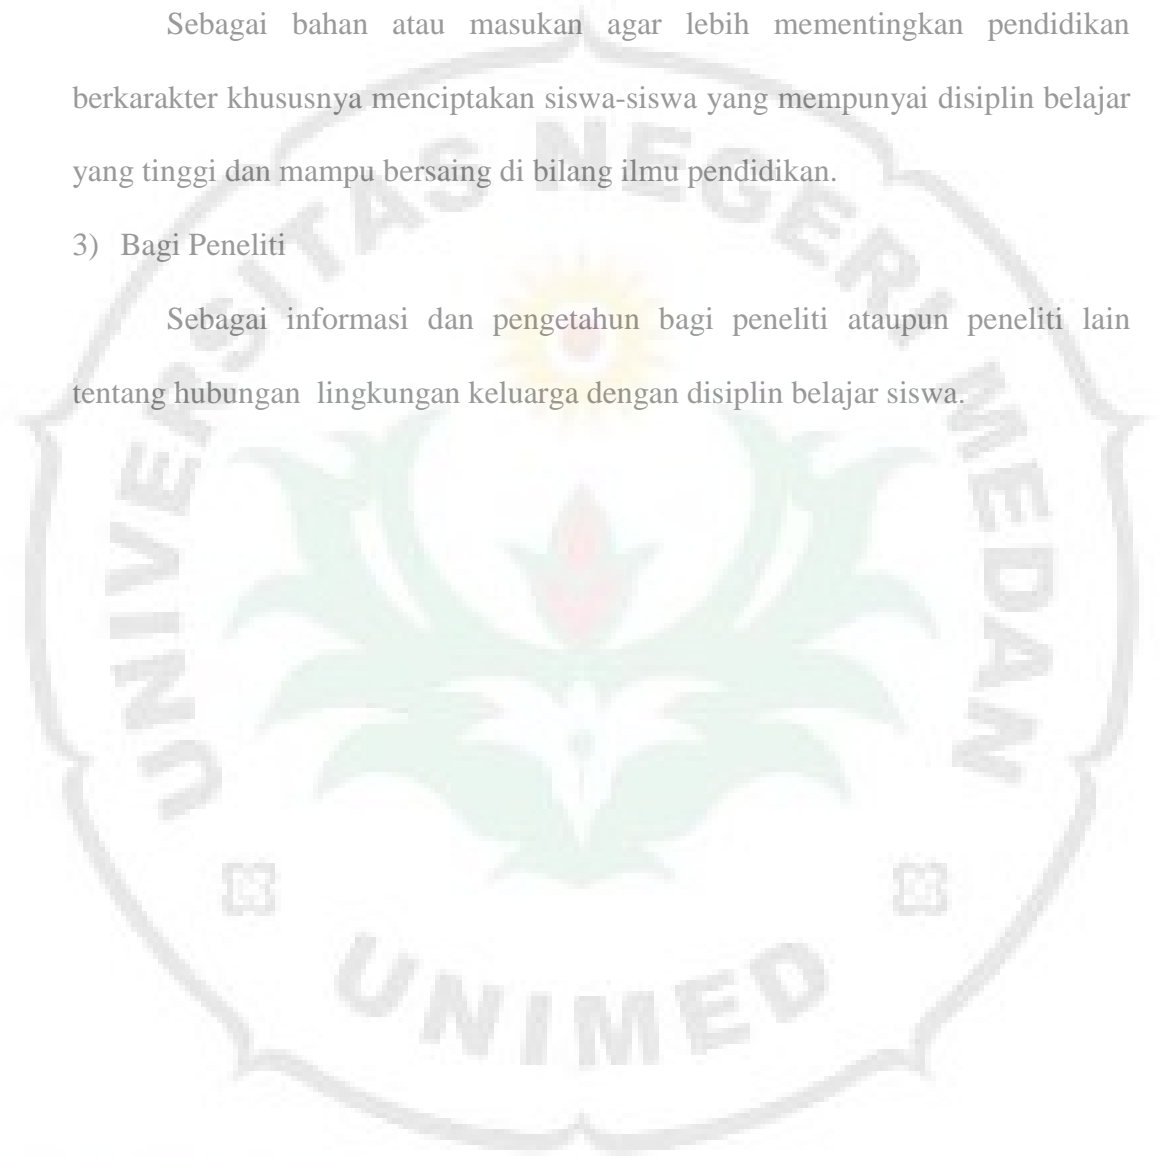 Sebagai bahan atau masukan agar lebih mementingkan pendidikan
berkarakter khususnya menciptakan siswa-siswa yang mempunyai disiplin belajar
yang tinggi dan mampu bersaing di bilang ilmu pendidikan.
3) Bagi Peneliti
Sebagai informasi dan pengetahun bagi peneliti ataupun peneliti lain
tentang hubungan lingkungan keluarga dengan disiplin belajar siswa.
UNIVERSITAS NEGERI MEDAN
UNIMED